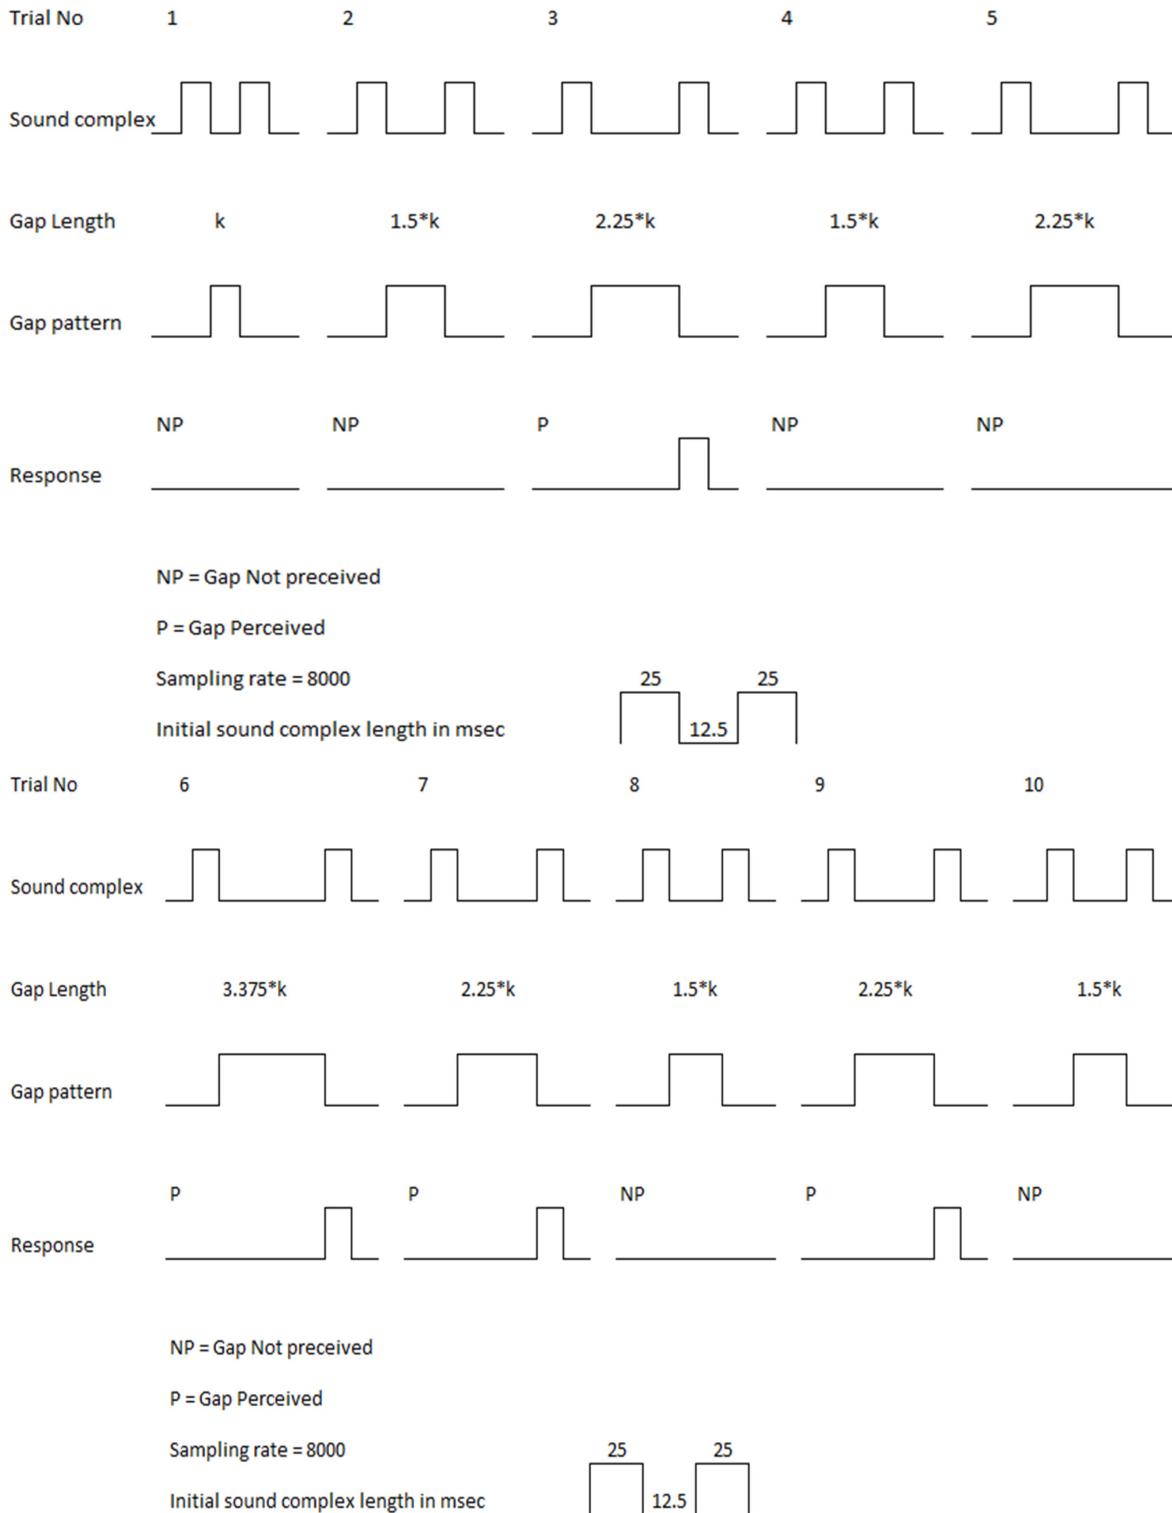 Trial No 1 2 3 4 5
Sound complex
Gap Length k 1.5*k 2.25*k 1.5*k 2.25*k
Gap pattern
NP NP P NP NP
Response
NP = Gap Not preceived
P = Gap Perceived
Sampling rate = 8000 25 25
Initial sound complex length in msec 12.5
Trial No 6 7 8 9 10
Sound complex
Gap Length 3.375*k 2.25*k 1.5*k 2.25*k 1.5*k
Gap pattern
P P NP P NP
Response
NP = Gap Not preceived
P = Gap Perceived
Sampling rate = 8000 25 25
Initial sound complex length in msec 12.5